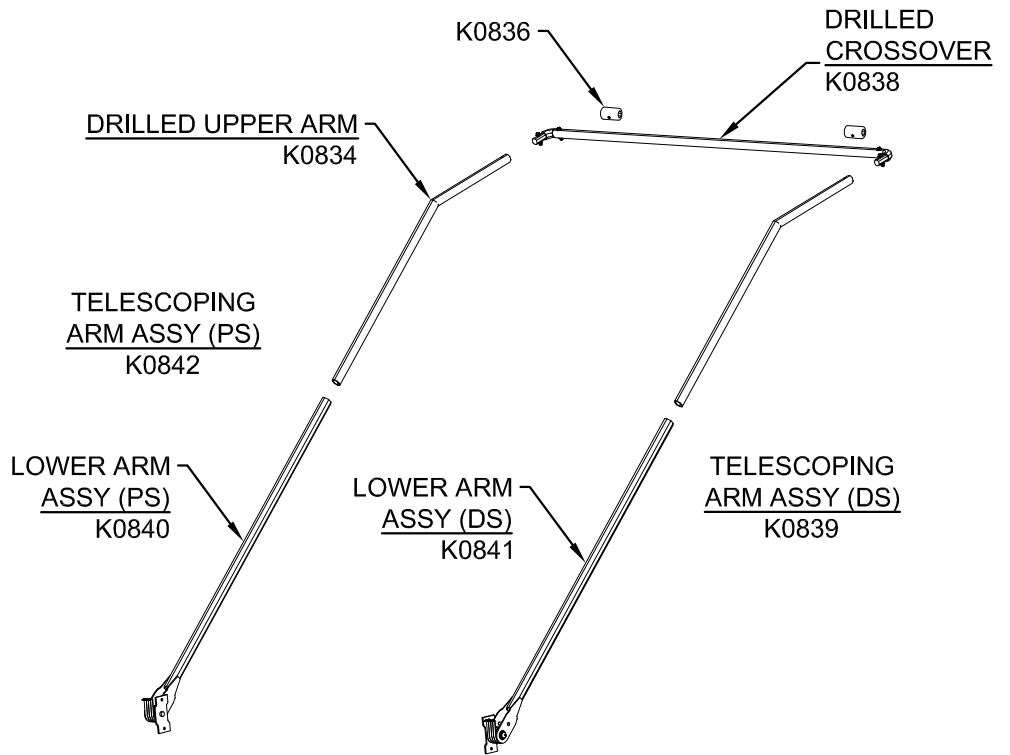 K0836
DRILLED
CROSSOVER
K0838
DRILLED UPPER ARM
K0834
TELESCOPING
ARM ASSY (PS)
K0842
LOWER ARM
ASSY (PS)
K0840
LOWER ARM
ASSY (DS)
K0841
TELESCOPING
ARM ASSY (DS)
K0839